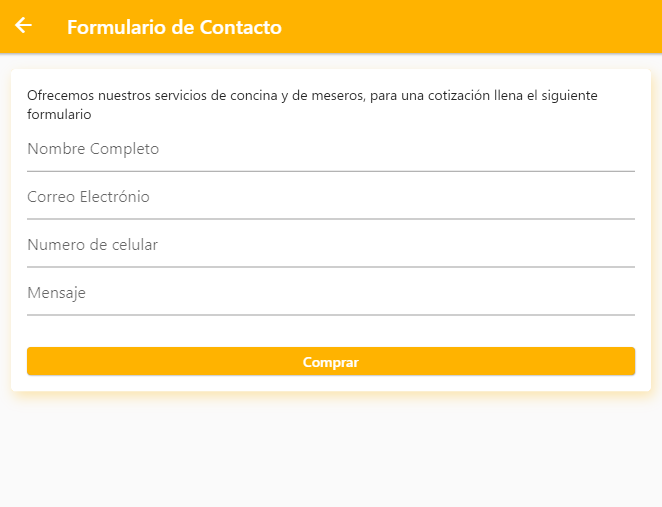 Formulario de Contacto
Ofrecemos nuestros servicios de concina y de meseros, para una cotización llena el siguiente
formulario
Nombre Completo
Correo Electrónio
Numero de celular
Mensaje
Comprar